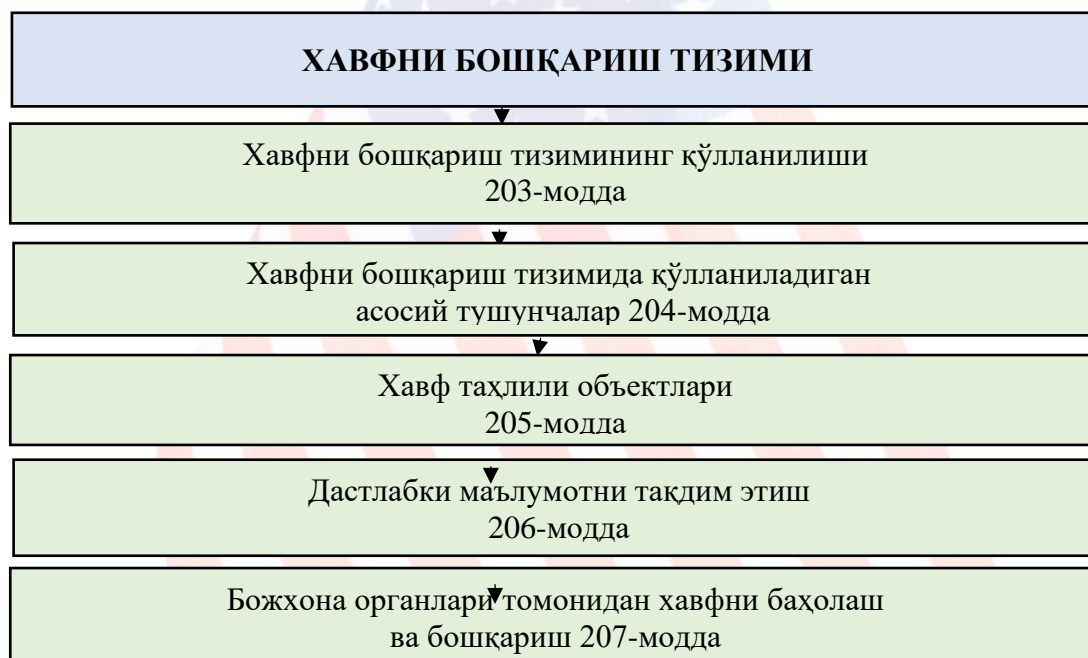 ХАВФНИ БОШҚАРИШ ТИЗИМИ
Хавфни бошқариш тизимининг қўлланилиши
203-модда
Хавфни бошқариш тизимида қўлланиладиган
асосий тушунчалар 204-модда
Хавф таҳлили объектлари
205-модда
Дастлабки маълумотни тақдим этиш
206-модда
Божхона органлари томонидан хавфни баҳолаш
ва бошқариш 207-модда